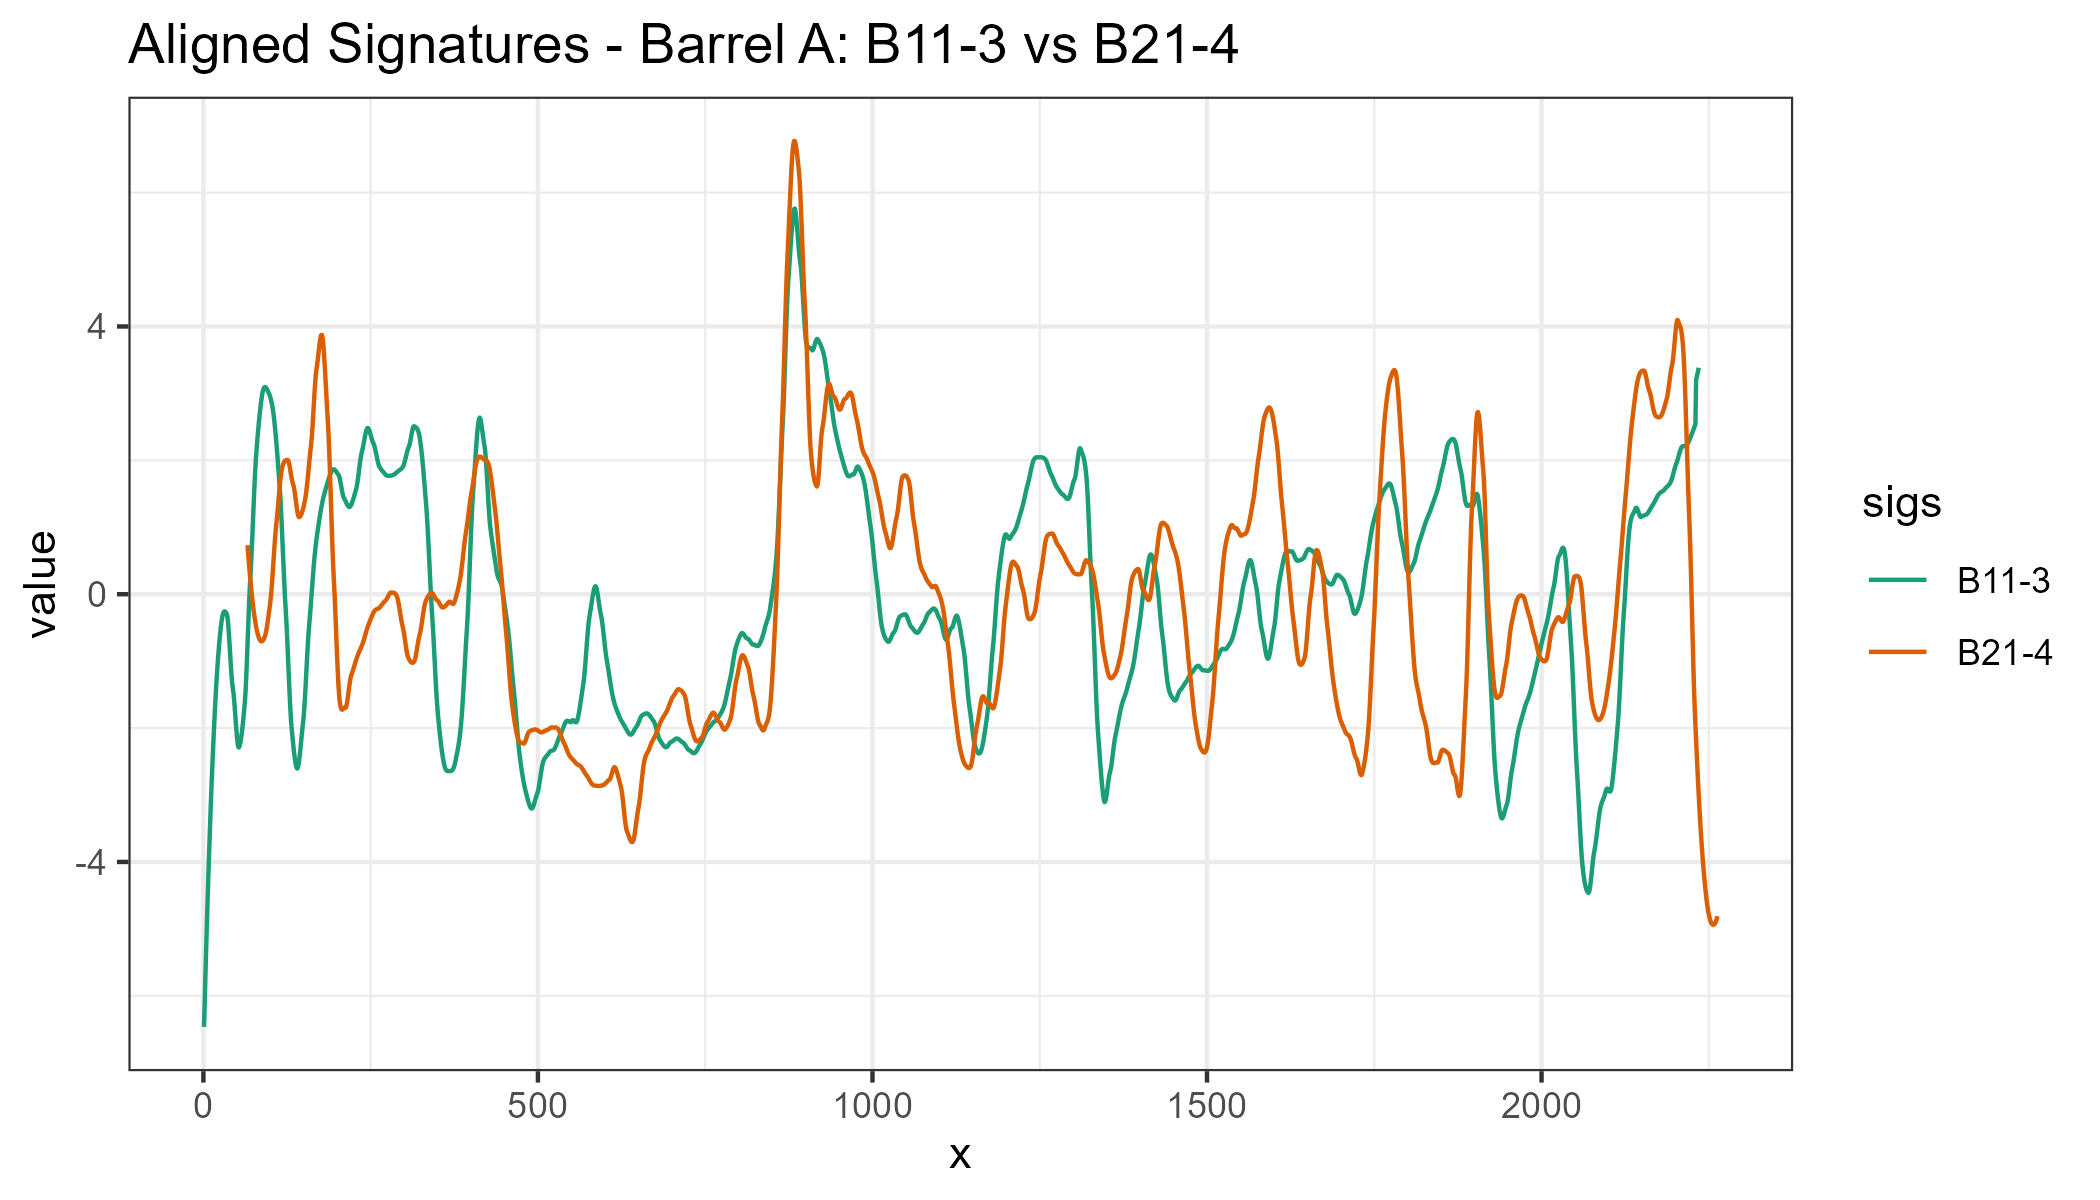 Aligned Signatures - Barrel A: B11-3 vs B21-4
value
4
0
-4
0 500 1000 1500 2000
x
sigs
B11-3
B21-4